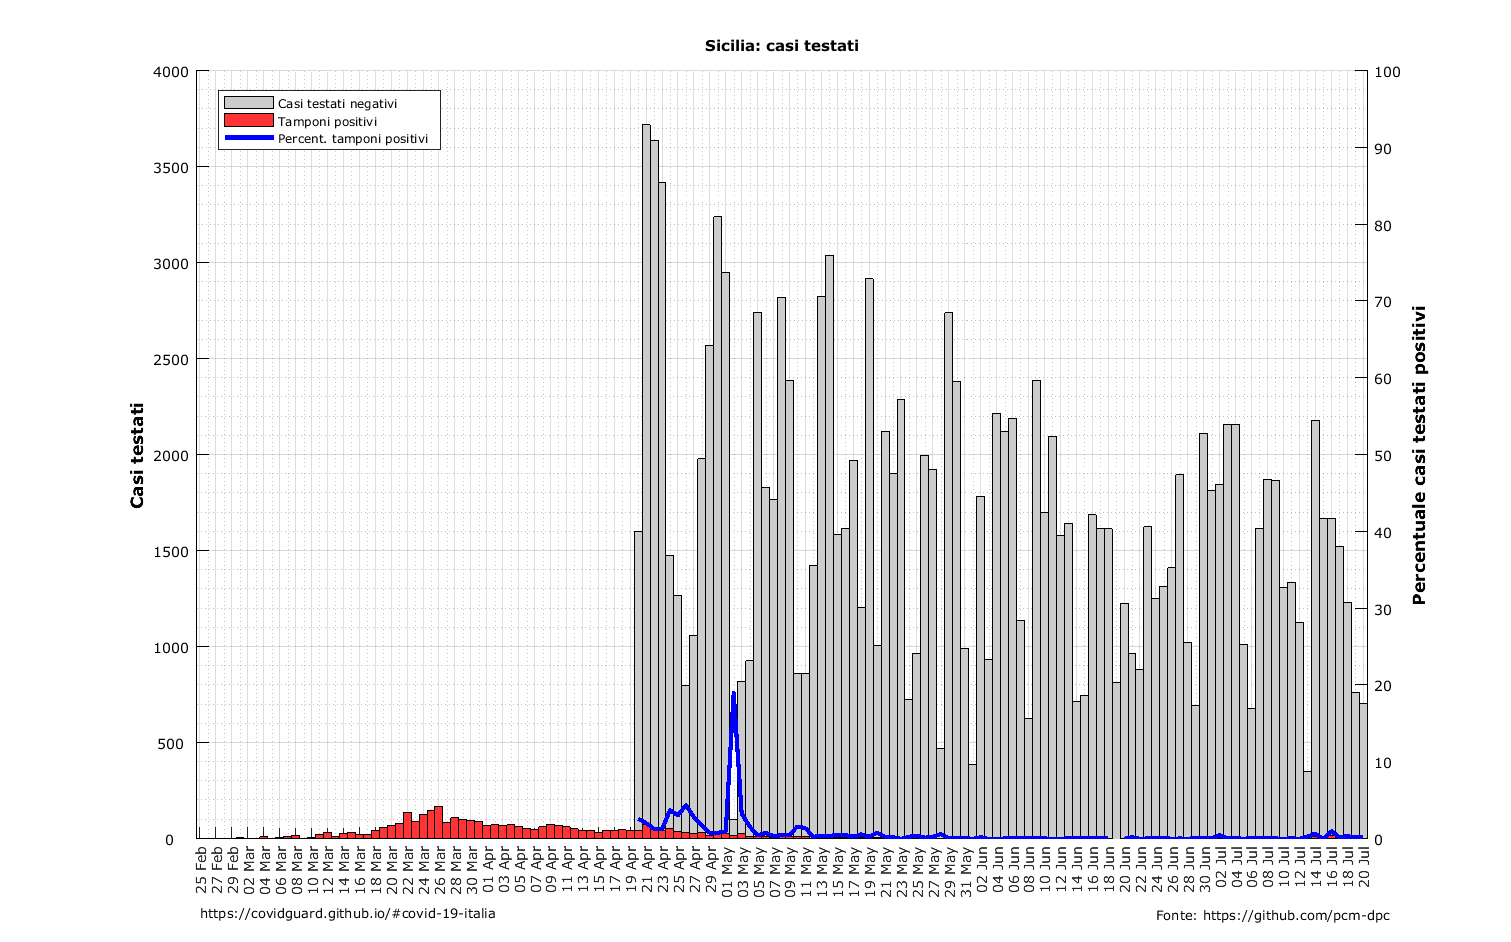 Sicilia: casi testati
Casi testati negativi
Tamponi positivi
Percent. tamponi positivi
Casi testati
4000
3500
3000
2500
2000
1500
1000
500
0
100
90
80
70
60
50
40
30
20
10
0
Percentuale casi testati positivi
25 Feb
27 Feb
29 Feb
02 Mar
04 Mar
06 Mar
08 Mar
10 Mar
12 Mar
14 Mar
16 Mar
18 Mar
20 Mar
22 Mar
24 Mar
26 Mar
28 Mar
30 Mar
01 Apr
03 Apr
05 Apr
07 Apr
09 Apr
11 Apr
13 Apr
15 Apr
17 Apr
19 Apr
21 Apr
23 Apr
25 Apr
27 Apr
29 Apr
01 May
03 May
05 May
07 May
09 May
11 May
13 May
15 May
17 May
19 May
21 May
23 May
25 May
27 May
29 May
31 May
02 Jun
04 Jun
06 Jun
08 Jun
10 Jun
12 Jun
14 Jun
16 Jun
18 Jun
20 Jun
22 Jun
24 Jun
26 Jun
28 Jun
30 Jun
02 Jul
04 Jul
06 Jul
08 Jul
10 Jul
12 Jul
14 Jul
16 Jul
18 Jul
20 Jul
https://covidguard.github.io/#covid-19-italia
Fonte: https://github.com/pcm-dpc